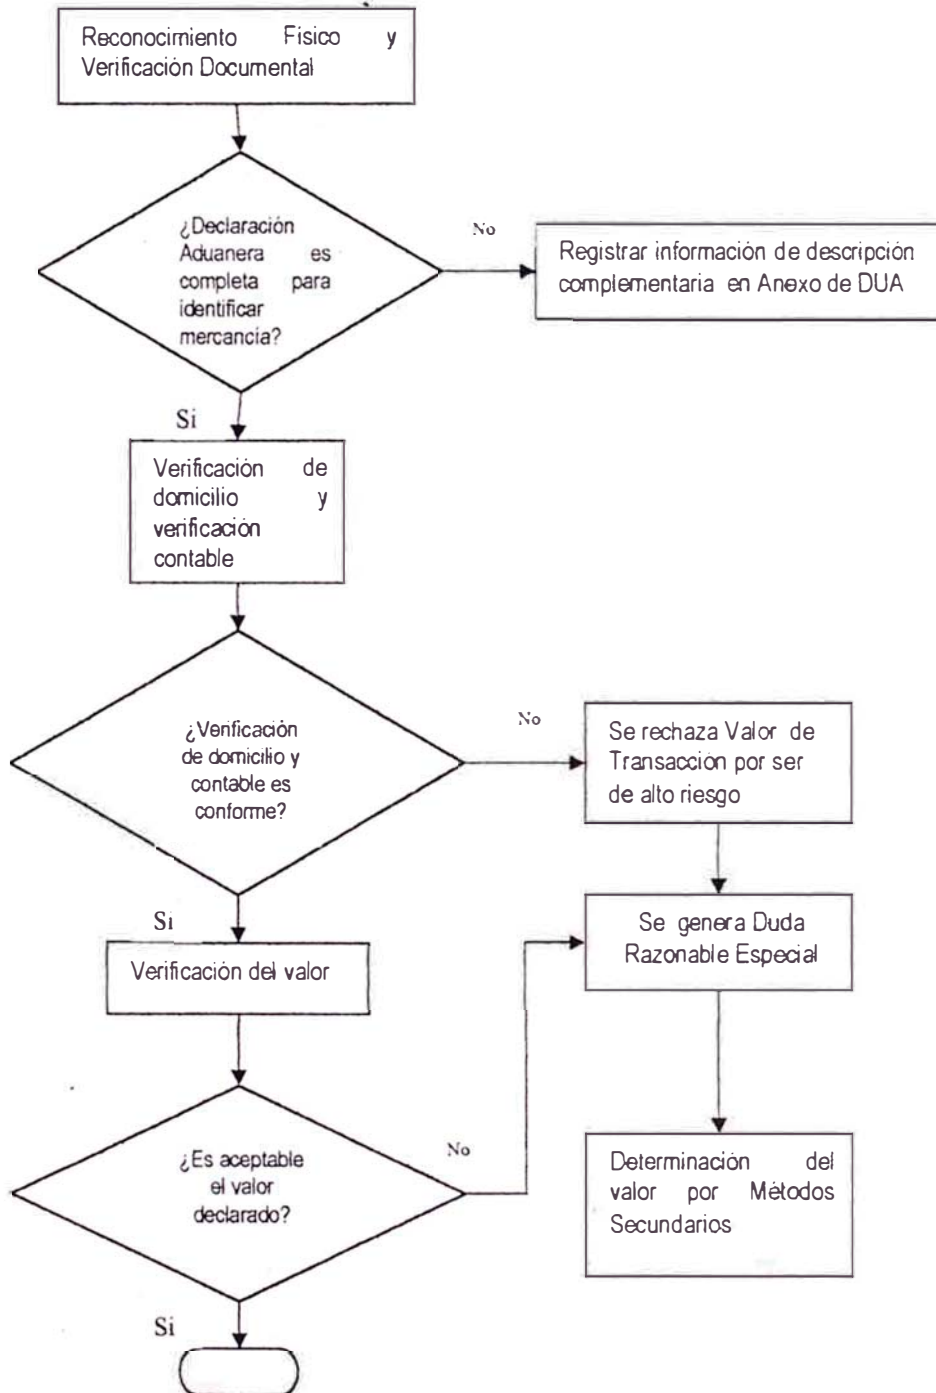 Reconocimiento Físico y
Verificación Documental
¿Declaración
Aduanera es
completa para
identificar
mercancía?
No
Registrar información de descripción
complementaria en Anexo de DUA
Si
Verificación de
domicilio y
verificación
contable
¿Verificación
de domicilio y
contable es
conforme?
No
Se rechaza Valor de
Transacción por ser
de alto riesgo
Si
Se genera Duda
Razonable Especial
Verificación del valor
¿Es aceptable
el valor
declarado?
No
Determinación del
valor por Métodos
Secundarios
Si